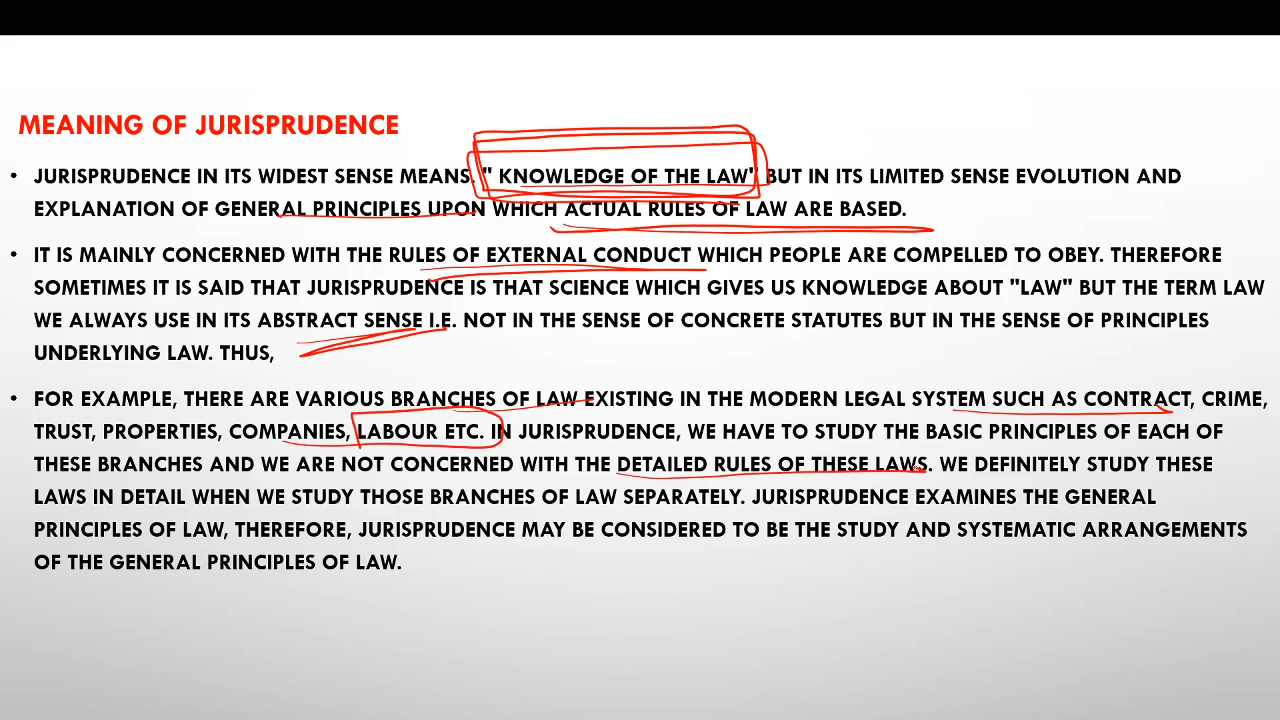 MEANING OF JURISPRUDENCE
• JURISPRUDENCE IN ITS WIDEST SENSE MEANS, " KNOWLEDGE OF THE LAW" BUT IN ITS LIMITED SENSE EVOLUTION AND
EXPLANATION OF GENERAL PRINCIPLES UPON WHICH ACTUAL RULES OF LAW ARE BASED.
• IT IS MAINLY CONCERNED WITH THE RULES OF EXTERNAL CONDUCT WHICH PEOPLE ARE COMPELLED TO OBEY. THEREFORE
SOMETIMES IT IS SAID THAT JURISPRUDENCE IS THAT SCIENCE WHICH GIVES US KNOWLEDGE ABOUT "LAW" BUT THE TERM LAW
WE ALWAYS USE IN ITS ABSTRACT SENSE I.E. NOT IN THE SENSE OF CONCRETE STATUTES BUT IN THE SENSE OF PRINCIPLES
UNDERLYING LAW. THUS,
• FOR EXAMPLE, THERE ARE VARIOUS BRANCHES OF LAW EXISTING IN THE MODERN LEGAL SYSTEM SUCH AS CONTRACT, CRIME,
TRUST, PROPERTIES, COMPANIES, LABOUR ETC. IN JURISPRUDENCE, WE HAVE TO STUDY THE BASIC PRINCIPLES OF EACH OF
THESE BRANCHES AND WE ARE NOT CONCERNED WITH THE DETAILED RULES OF THESE LAWS. WE DEFINITELY STUDY THESE
LAWS IN DETAIL WHEN WE STUDY THOSE BRANCHES OF LAW SEPARATELY. JURISPRUDENCE EXAMINES THE GENERAL
PRINCIPLES OF LAW, THEREFORE, JURISPRUDENCE MAY BE CONSIDERED TO BE THE STUDY AND SYSTEMATIC ARRANGEMENTS
OF THE GENERAL PRINCIPLES OF LAW.